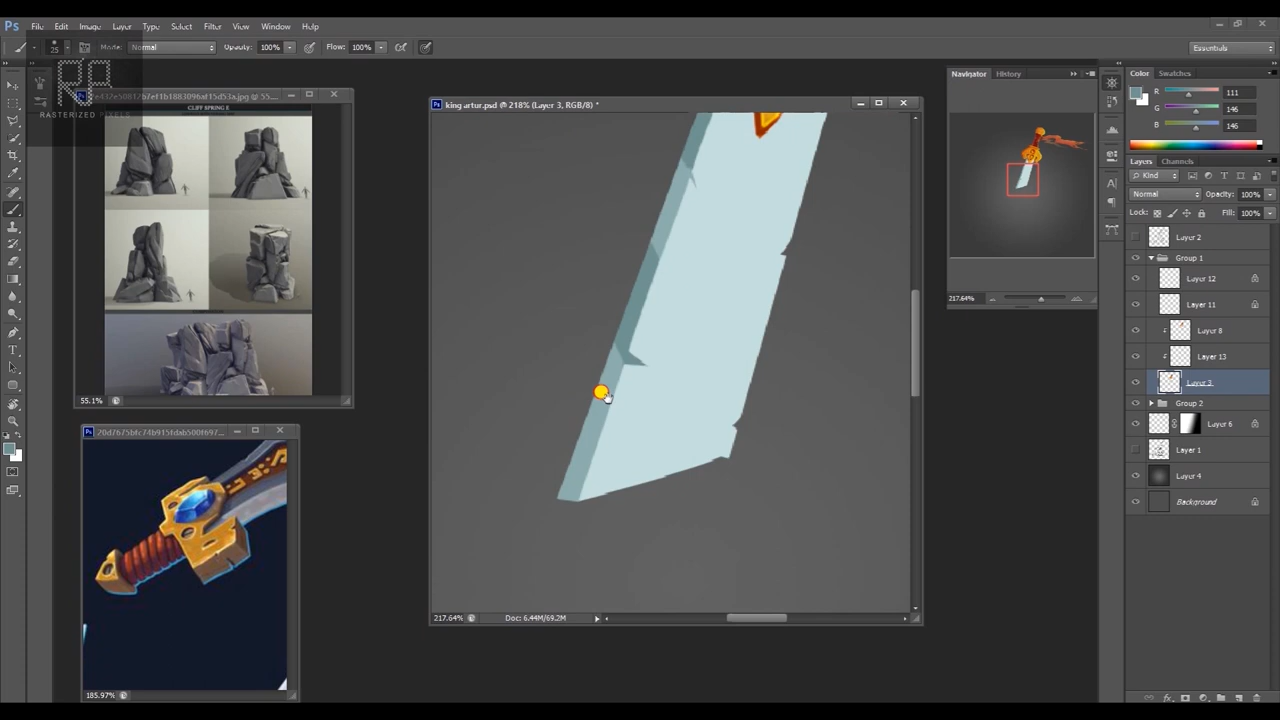 Ps File Edit Image Layer Type Select Filter View Window Help
25 Mode: Normal Opacity: 100% Flow: 100% Essentials
RASTERIZED PIXELS
CLIFF SPRING E
55.1%
185.97%
king artur.psd @ 218% (Layer 3, RGB/8) *
217.64% Doc: 6.44M/69.2M
Navigator History
217.64%
Color Swatches
R 111
G 146
B 146
Layers Channels
Kind
Normal Opacity: 100%
Lock: Fill: 100%
Layer 2
Group 1
Layer 12
Layer 11
Layer 8
Layer 13
Layer 3
Group 2
Layer 6
Layer 1
Layer 4
Background